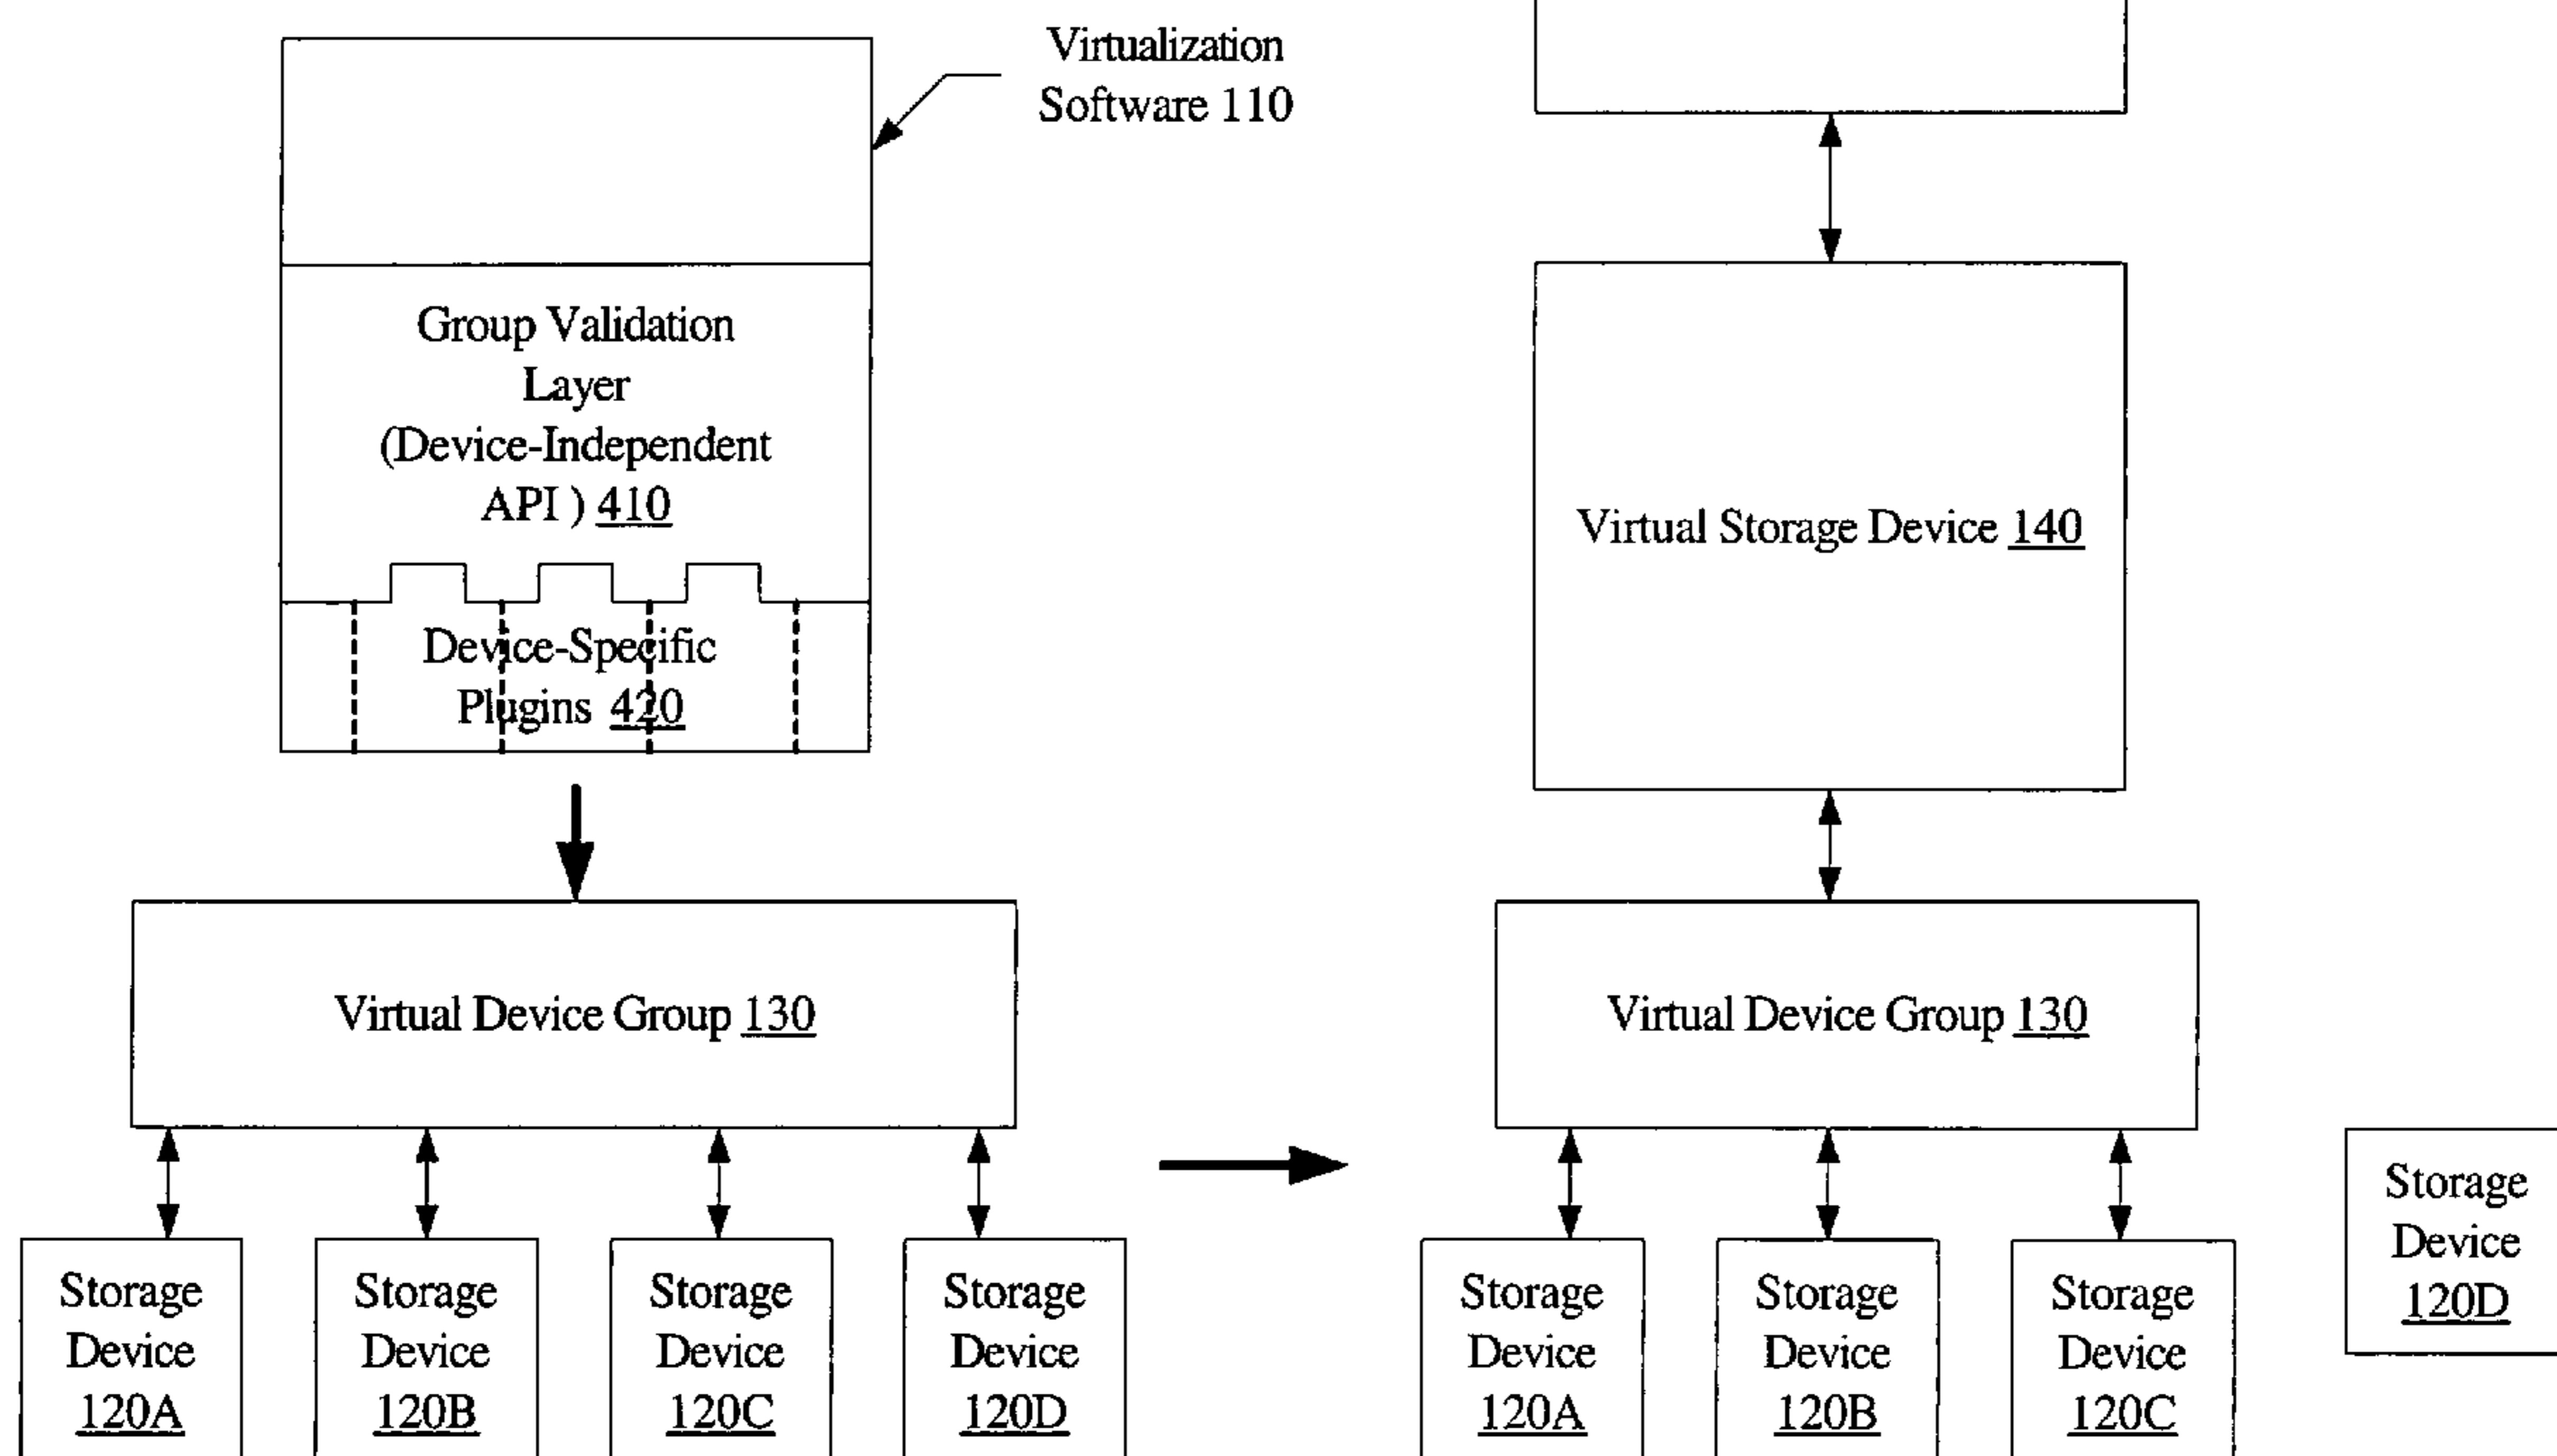 Virtualization
Software 110
Group Validation
Layer
(Device-Independent
API ) 410
Device-Specific
Plugins 420
Virtual Storage Device 140
Virtual Device Group 130
Virtual Device Group 130
Storage
Device
120A
Storage
Device
120B
Storage
Device
120C
Storage
Device
120D
Storage
Device
120A
Storage
Device
120B
Storage
Device
120C
Storage
Device
120D